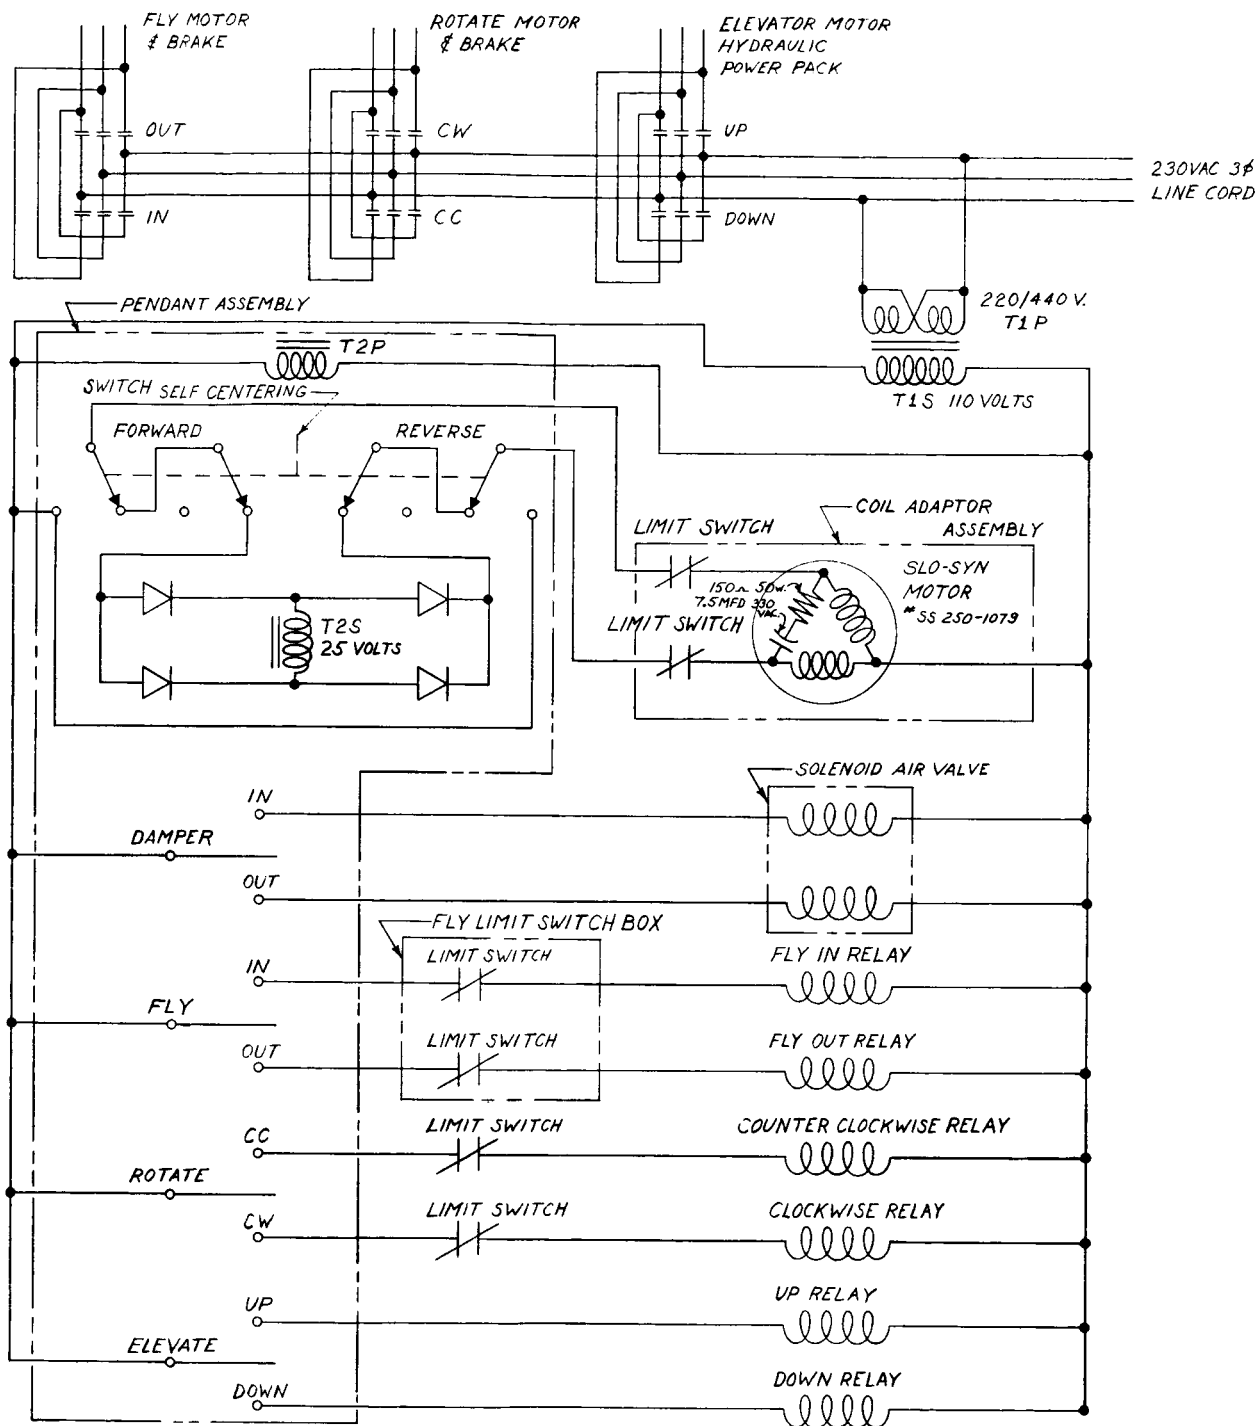 FLY MOTOR
¢ BRAKE
ROTATE MOTOR
¢ BRAKE
ELEVATOR MOTOR
HYDRAULIC
POWER PACK
OUT
CW
UP
230VAC 3φ
LINE CORD
IN
CC
DOWN
PENDANT ASSEMBLY
220/440 V.
T1P
T2P
SWITCH SELF CENTERING
T1S 110 VOLTS
FORWARD
REVERSE
COIL ADAPTOR
ASSEMBLY
LIMIT SWITCH
SLO-SYN
MOTOR
# SS 250-1079
150Ω 50W.
7.5MFD 330
VAC.
LIMIT SWITCH
T2S
25 VOLTS
SOLENOID AIR VALVE
IN
DAMPER
OUT
FLY LIMIT SWITCH BOX
IN
LIMIT SWITCH
FLY IN RELAY
FLY
OUT
LIMIT SWITCH
FLY OUT RELAY
CC
LIMIT SWITCH
COUNTER CLOCKWISE RELAY
ROTATE
CW
LIMIT SWITCH
CLOCKWISE RELAY
UP
UP RELAY
ELEVATE
DOWN
DOWN RELAY